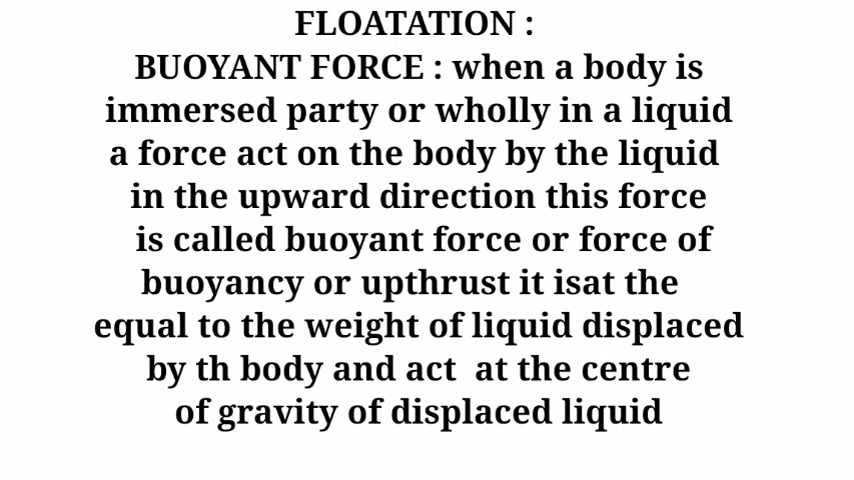 FLOATATION :
BUOYANT FORCE : when a body is
immersed party or wholly in a liquid
a force act on the body by the liquid
in the upward direction this force
is called buoyant force or force of
buoyancy or upthrust it isat the
equal to the weight of liquid displaced
by th body and act  at the centre
of gravity of displaced liquid